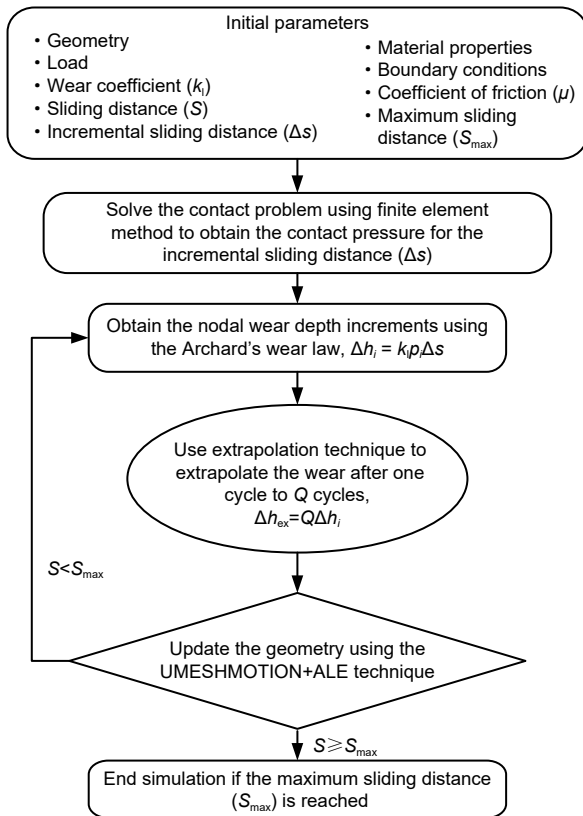 Initial parameters
• Geometry
• Load
• Wear coefficient (kₗ)
• Sliding distance (S)
• Incremental sliding distance (Δs)
• Material properties
• Boundary conditions
• Coefficient of friction (μ)
• Maximum sliding
distance (Smax)
Solve the contact problem using finite element
method to obtain the contact pressure for the
incremental sliding distance (Δs)
Obtain the nodal wear depth increments using
the Archard's wear law, Δhᵢ = kₗpᵢΔs
Use extrapolation technique to
extrapolate the wear after one
cycle to Q cycles,
Δhex=QΔhᵢ
S<Smax
Update the geometry using the
UMESHMOTION+ALE technique
S≥Smax
End simulation if the maximum sliding distance
(Smax) is reached